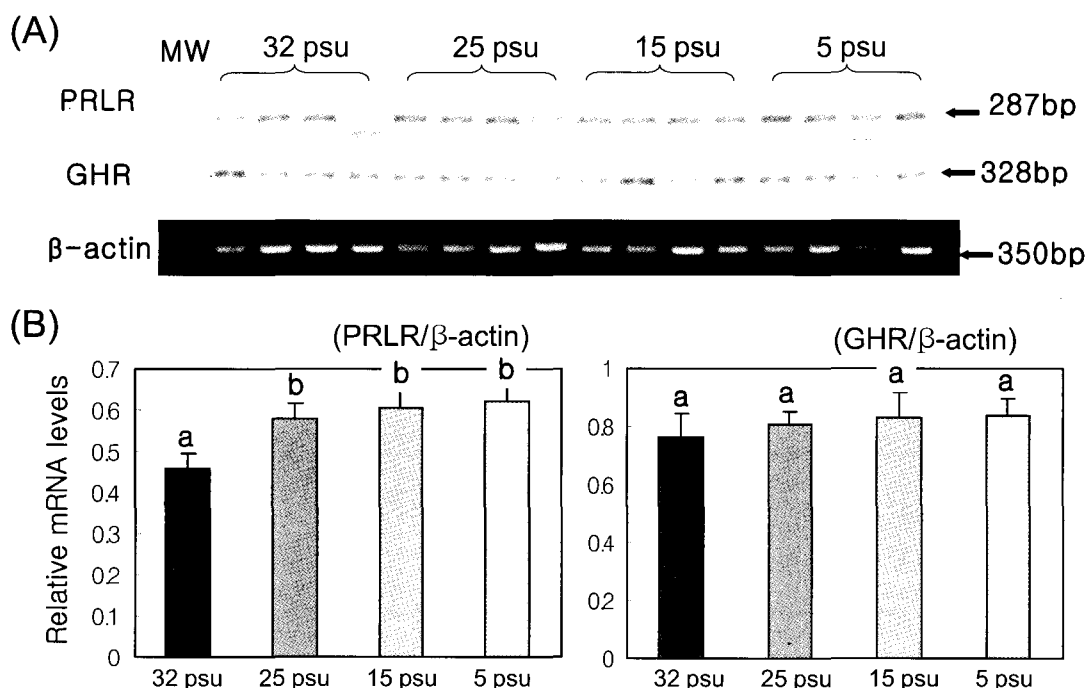 (A)
MW 32 psu 25 psu 15 psu 5 psu
PRLR 287bp
GHR 328bp
β-actin 350bp
(B)
(PRLR/β-actin)
Relative mRNA levels
0.7
0.6
0.5
0.4
0.3
0.2
0.1
0
a b b b
32 psu 25 psu 15 psu 5 psu
(GHR/β-actin)
1
0.8
0.6
0.4
0.2
0
a a a a
32 psu 25 psu 15 psu 5 psu